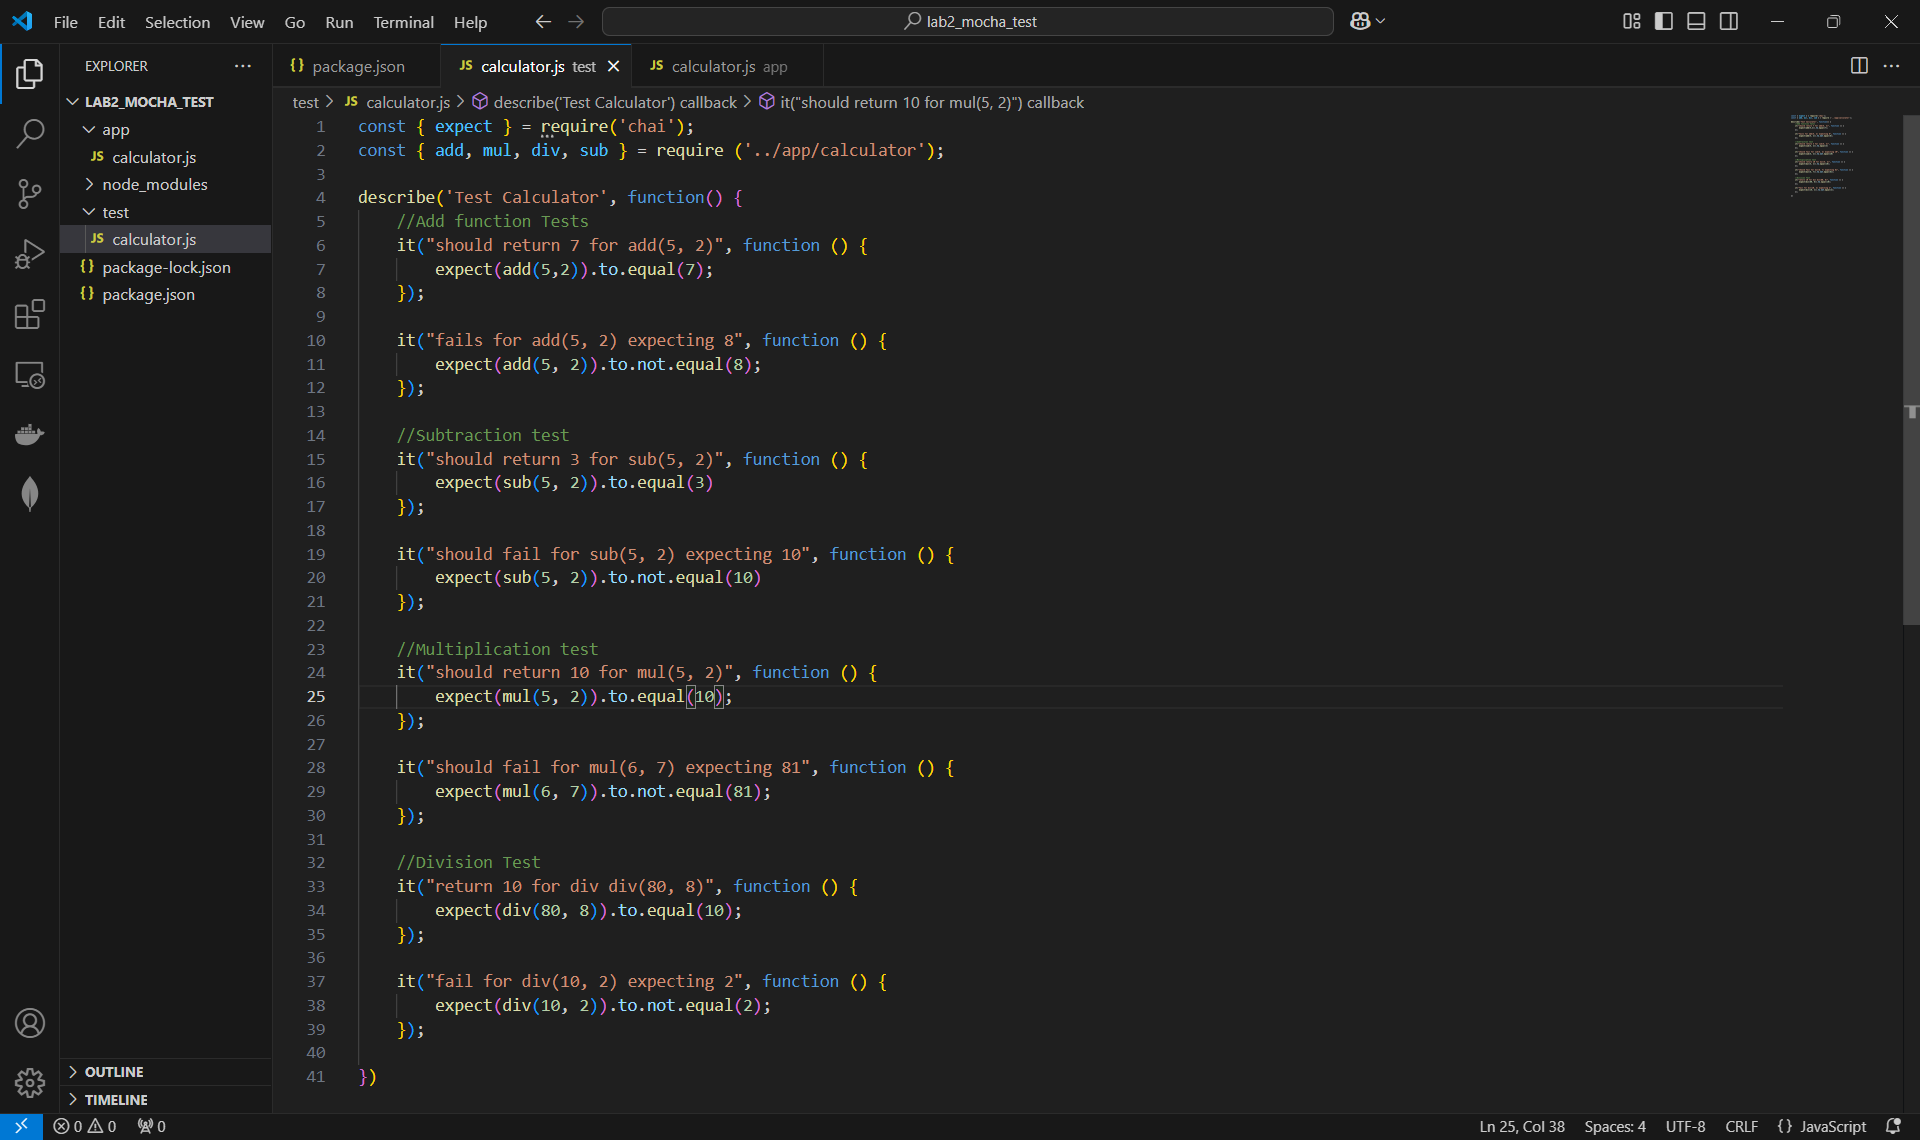 File Edit Selection View Go Run Terminal Help
lab2_mocha_test
EXPLORER
LAB2_MOCHA_TEST
app
JS calculator.js
node_modules
test
JS calculator.js
{} package-lock.json
{} package.json
OUTLINE
TIMELINE
{} package.json JS calculator.js test JS calculator.js app
test > JS calculator.js > describe('Test Calculator') callback > it("should return 10 for mul(5, 2)") callback
1 const { expect } = require('chai');
2 const { add, mul, div, sub } = require ('../app/calculator');
3
4 describe('Test Calculator', function() {
5     //Add function Tests
6     it("should return 7 for add(5, 2)", function () {
7         expect(add(5,2)).to.equal(7);
8     });
9
10     it("fails for add(5, 2) expecting 8", function () {
11         expect(add(5, 2)).to.not.equal(8);
12     });
13
14     //Subtraction test
15     it("should return 3 for sub(5, 2)", function () {
16         expect(sub(5, 2)).to.equal(3)
17     });
18
19     it("should fail for sub(5, 2) expecting 10", function () {
20         expect(sub(5, 2)).to.not.equal(10)
21     });
22
23     //Multiplication test
24     it("should return 10 for mul(5, 2)", function () {
25         expect(mul(5, 2)).to.equal(10);
26     });
27
28     it("should fail for mul(6, 7) expecting 81", function () {
29         expect(mul(6, 7)).to.not.equal(81);
30     });
31
32     //Division Test
33     it("return 10 for div div(80, 8)", function () {
34         expect(div(80, 8)).to.equal(10);
35     });
36
37     it("fail for div(10, 2) expecting 2", function () {
38         expect(div(10, 2)).to.not.equal(2);
39     });
40
41 })
0 0 0 Ln 25, Col 38 Spaces: 4 UTF-8 CRLF {} JavaScript